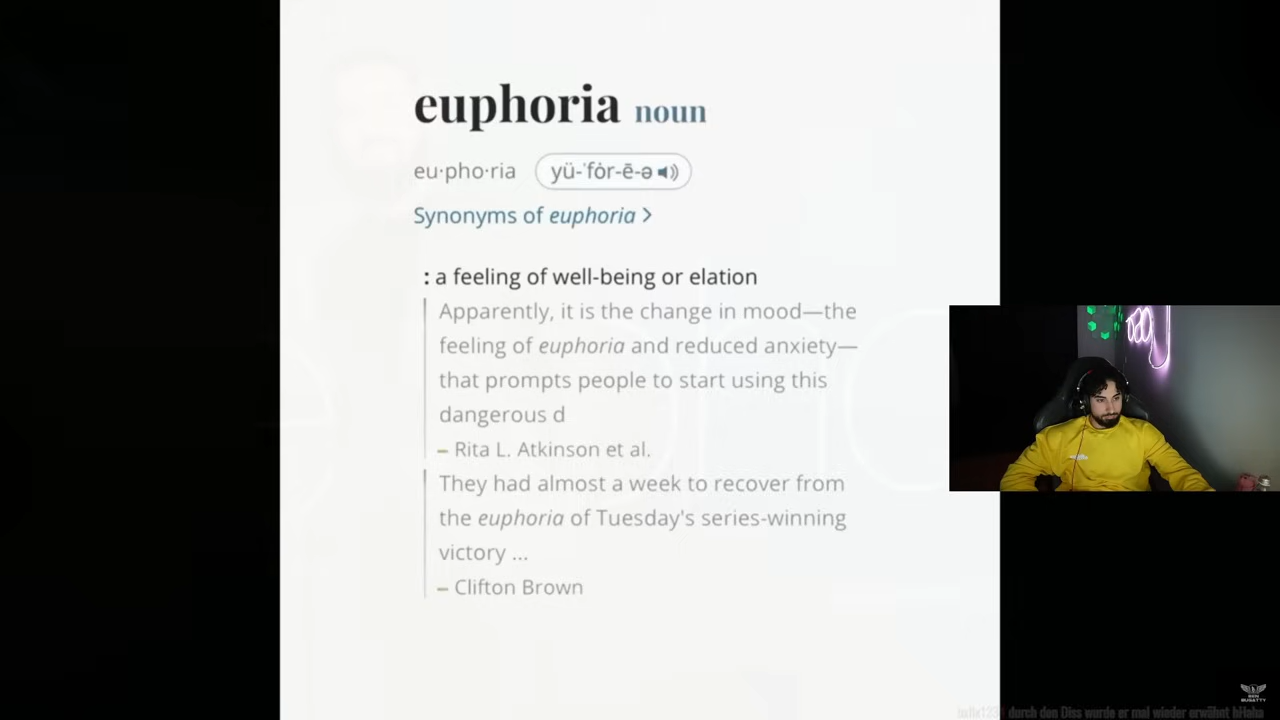 euphoria noun
eu·pho·ria yü-ˈfȯr-ē-ə
Synonyms of euphoria >
: a feeling of well-being or elation
Apparently, it is the change in mood—the
feeling of euphoria and reduced anxiety—
that prompts people to start using this
dangerous d
– Rita L. Atkinson et al.
They had almost a week to recover from
the euphoria of Tuesday's series-winning
victory ...
– Clifton Brown
BEN
BUSATTY
durch den Diss wurde er mal wieder erwähnt hHaha